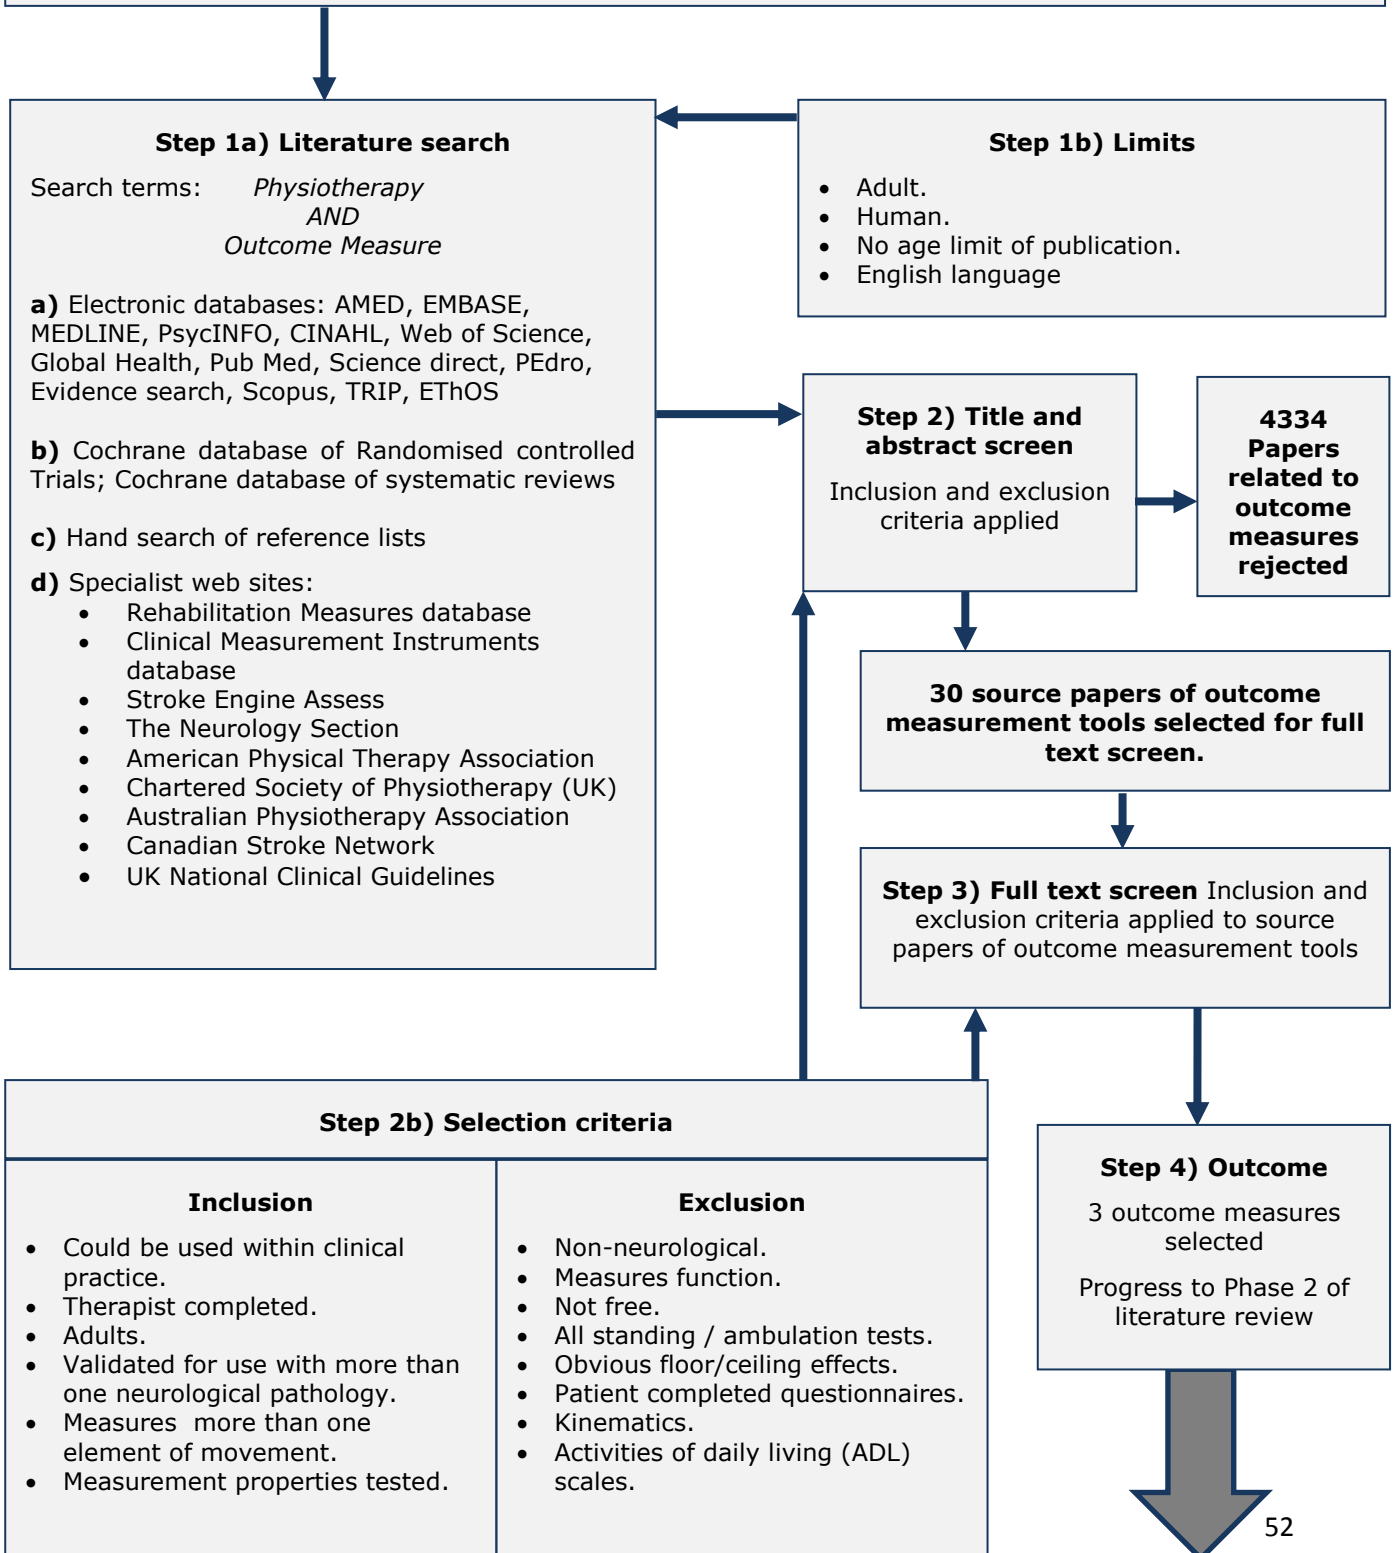 Step 1a) Literature search
Search terms: Physiotherapy
AND
Outcome Measure
a) Electronic databases: AMED, EMBASE,
MEDLINE, PsycINFO, CINAHL, Web of Science,
Global Health, Pub Med, Science direct, PEdro,
Evidence search, Scopus, TRIP, EThOS
b) Cochrane database of Randomised controlled
Trials; Cochrane database of systematic reviews
c) Hand search of reference lists
d) Specialist web sites:
• Rehabilitation Measures database
• Clinical Measurement Instruments
database
• Stroke Engine Assess
• The Neurology Section
• American Physical Therapy Association
• Chartered Society of Physiotherapy (UK)
• Australian Physiotherapy Association
• Canadian Stroke Network
• UK National Clinical Guidelines
Step 1b) Limits
• Adult.
• Human.
• No age limit of publication.
• English language
Step 2) Title and
abstract screen
Inclusion and exclusion
criteria applied
4334
Papers
related to
outcome
measures
rejected
30 source papers of outcome
measurement tools selected for full
text screen.
Step 3) Full text screen Inclusion and
exclusion criteria applied to source
papers of outcome measurement tools
Step 2b) Selection criteria
Inclusion
• Could be used within clinical
practice.
• Therapist completed.
• Adults.
• Validated for use with more than
one neurological pathology.
• Measures more than one
element of movement.
• Measurement properties tested.
Exclusion
• Non-neurological.
• Measures function.
• Not free.
• All standing / ambulation tests.
• Obvious floor/ceiling effects.
• Patient completed questionnaires.
• Kinematics.
• Activities of daily living (ADL)
scales.
Step 4) Outcome
3 outcome measures
selected
Progress to Phase 2 of
literature review
52